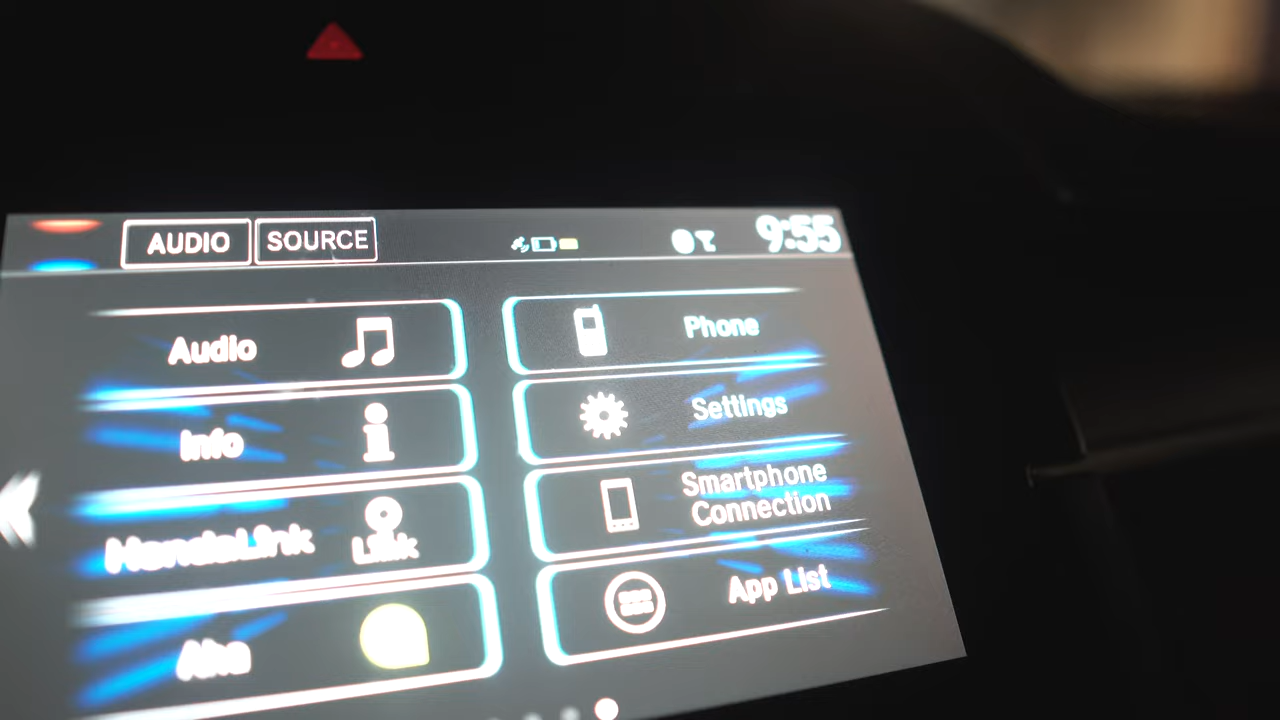 AUDIO SOURCE 9:55
Audio
Phone
Info
Settings
HondaLink
Link
Smartphone
Connection
Aha
App List